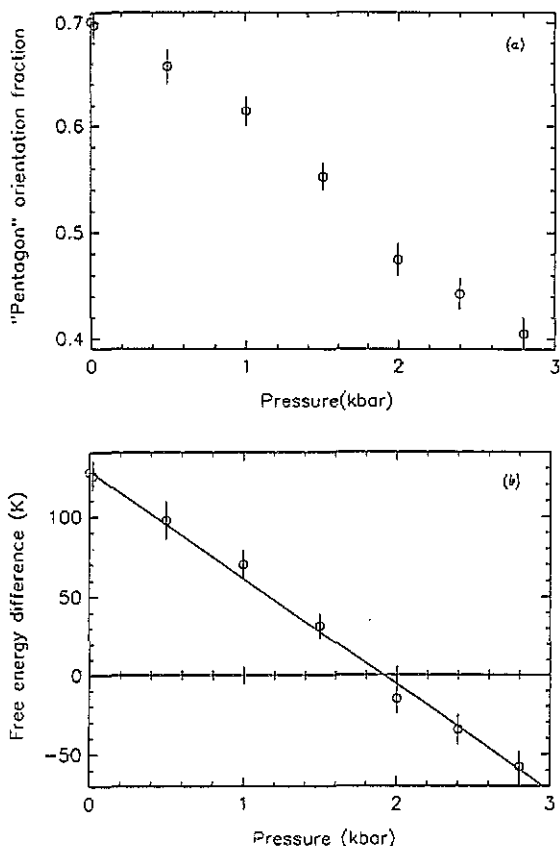 0.7
(a)
0.6
0.5
0.4
"Pentagon" orientation fraction
0 1 2 3
Pressure(kbar)
(b)
100
50
0
−50
Free energy difference (K)
0 1 2 3
Pressure (kbar)